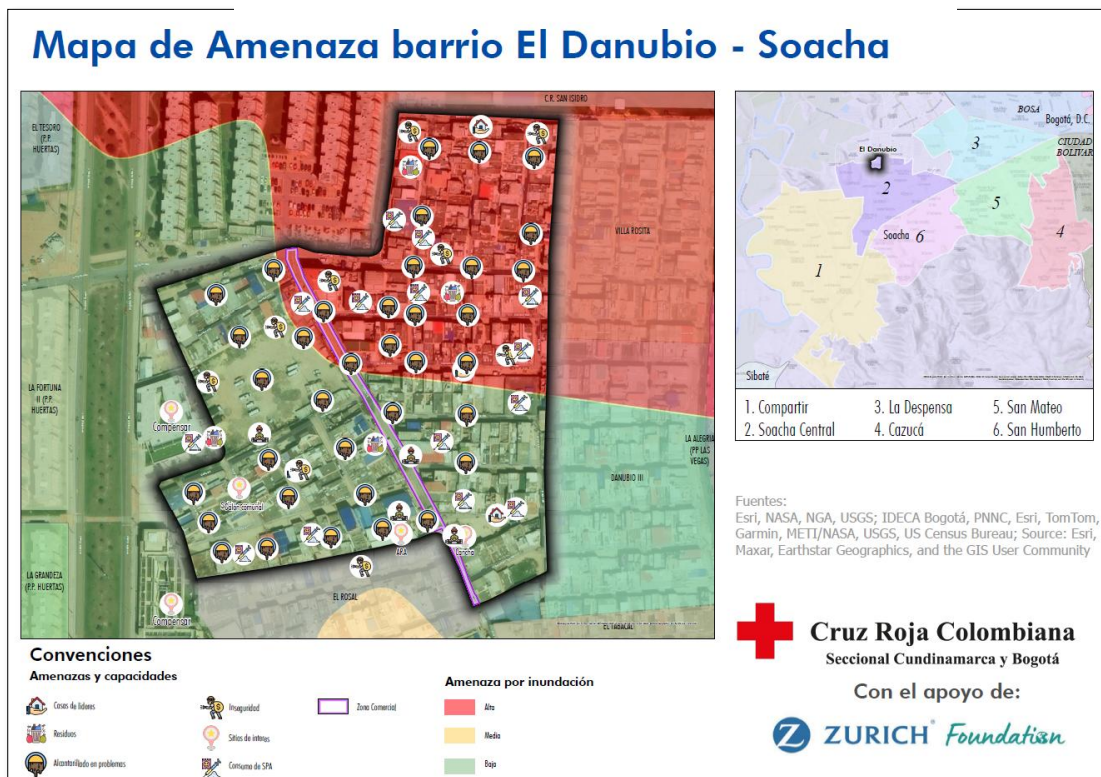 Mapa de Amenaza barrio El Danubio - Soacha
C.R. SAN ISIDRO
EL TESORO
(P.P.
HUERTAS)
VILLA ROSITA
LA FORTUNA
II (P.P.
HUERTAS)
Compensar
LA ALEGRIA
(PP LAS
VEGAS)
DANUBIO III
Salón comunal
APA
Cancha
LA GRANDEZA
(P.P. HUERTAS)
EL ROSAL
Compensar
EL TABACAL
BOSA
Bogotá, D.C.
El Danubio
3
CIUDAD
BOLIVAR
2
5
Soacha 6
4
1
Sibaté
1. Compartir
2. Soacha Central
3. La Despensa
4. Cazucá
5. San Mateo
6. San Humberto
Fuentes:
Esri, NASA, NGA, USGS; IDECA Bogotá, PNNC, Esri, TomTom,
Garmin, METI/NASA, USGS, US Census Bureau; Source: Esri,
Maxar, Earthstar Geographics, and the GIS User Community
Cruz Roja Colombiana
Seccional Cundinamarca y Bogotá
Con el apoyo de:
ZURICH® Foundation
Convenciones
Amenazas y capacidades
Casas de líderes
Residuos
Alcantarillado en problemas
Inseguridad
Sitios de interes
Consumo de SPA
Zona Comercial
Amenaza por inundación
Alta
Media
Baja